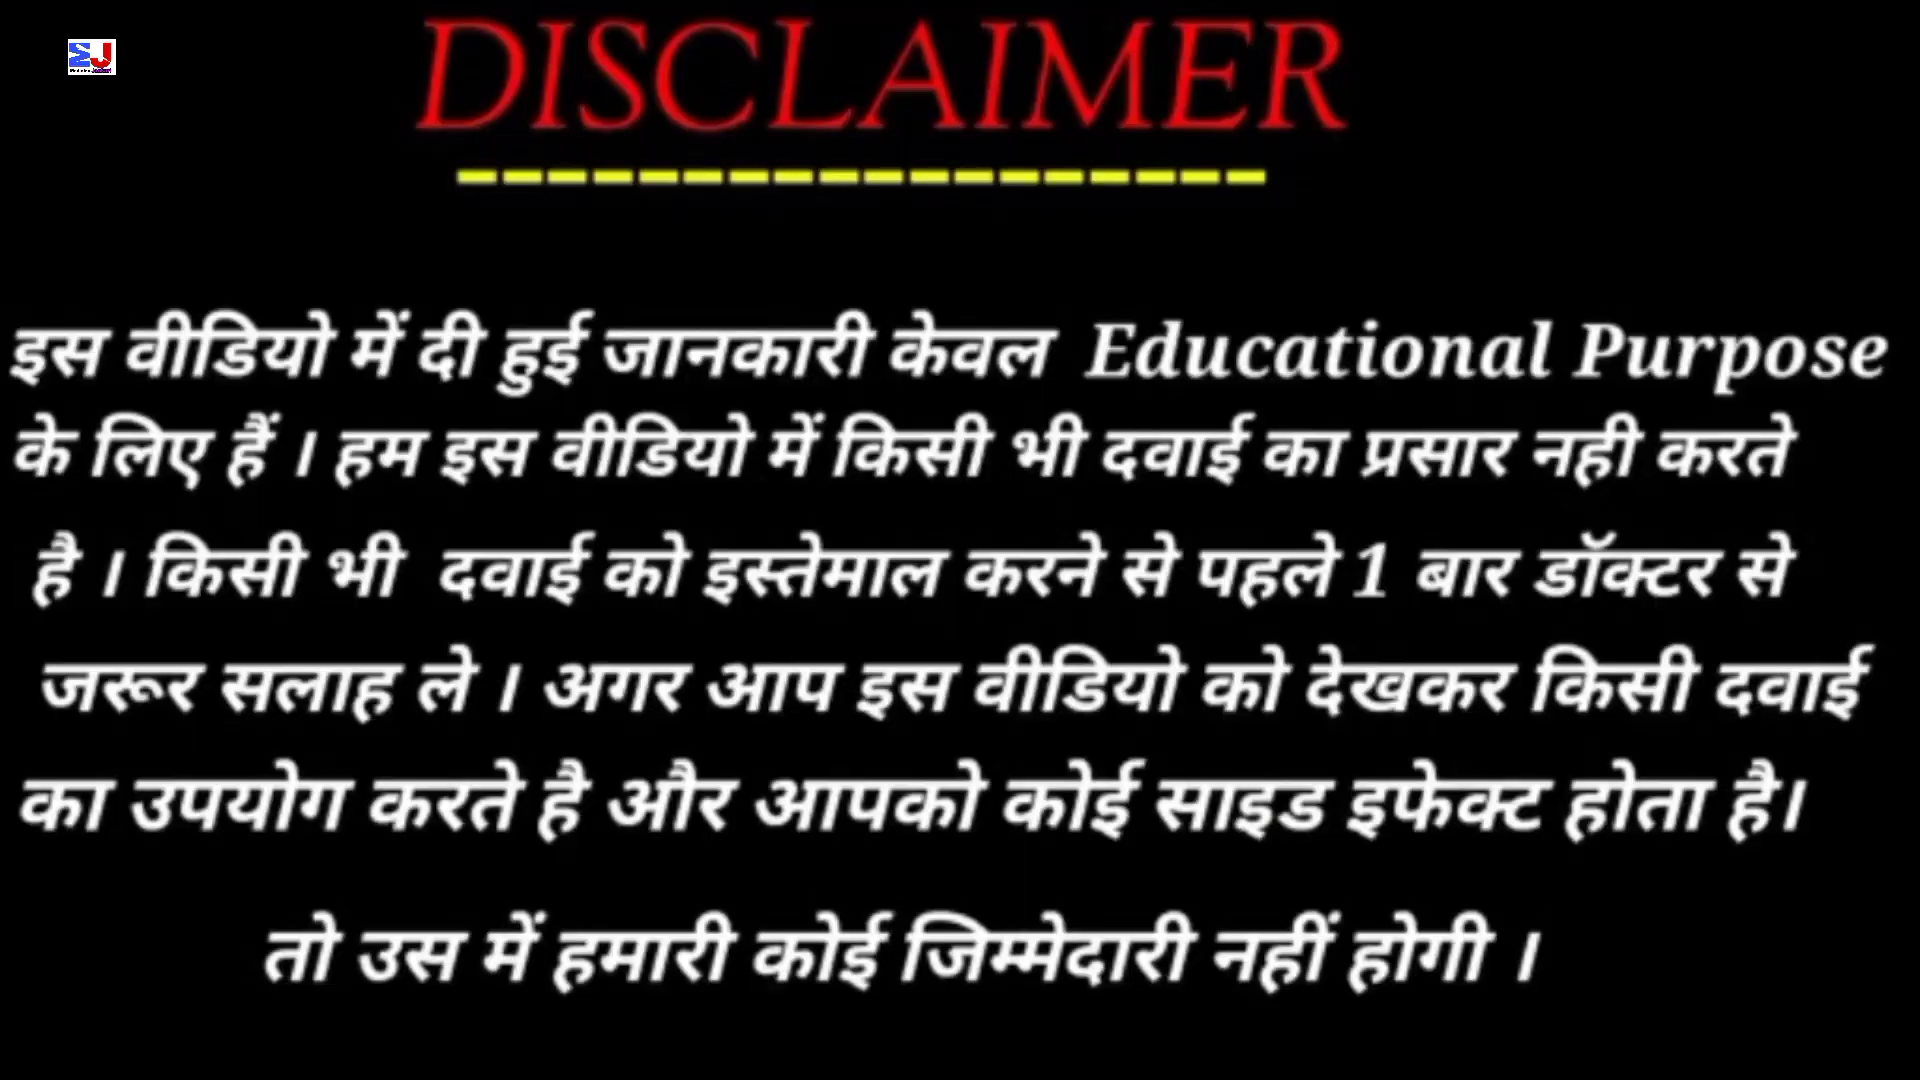 MJ
DISCLAIMER
------------------
इस वीडियो में दी हुई जानकारी केवल Educational Purpose
के लिए हैं । हम इस वीडियो में किसी भी दवाई का प्रसार नही करते
है । किसी भी दवाई को इस्तेमाल करने से पहले 1 बार डॉक्टर से
जरूर सलाह ले । अगर आप इस वीडियो को देखकर किसी दवाई
का उपयोग करते है और आपको कोई साइड इफेक्ट होता है।
तो उस में हमारी कोई जिम्मेदारी नहीं होगी ।